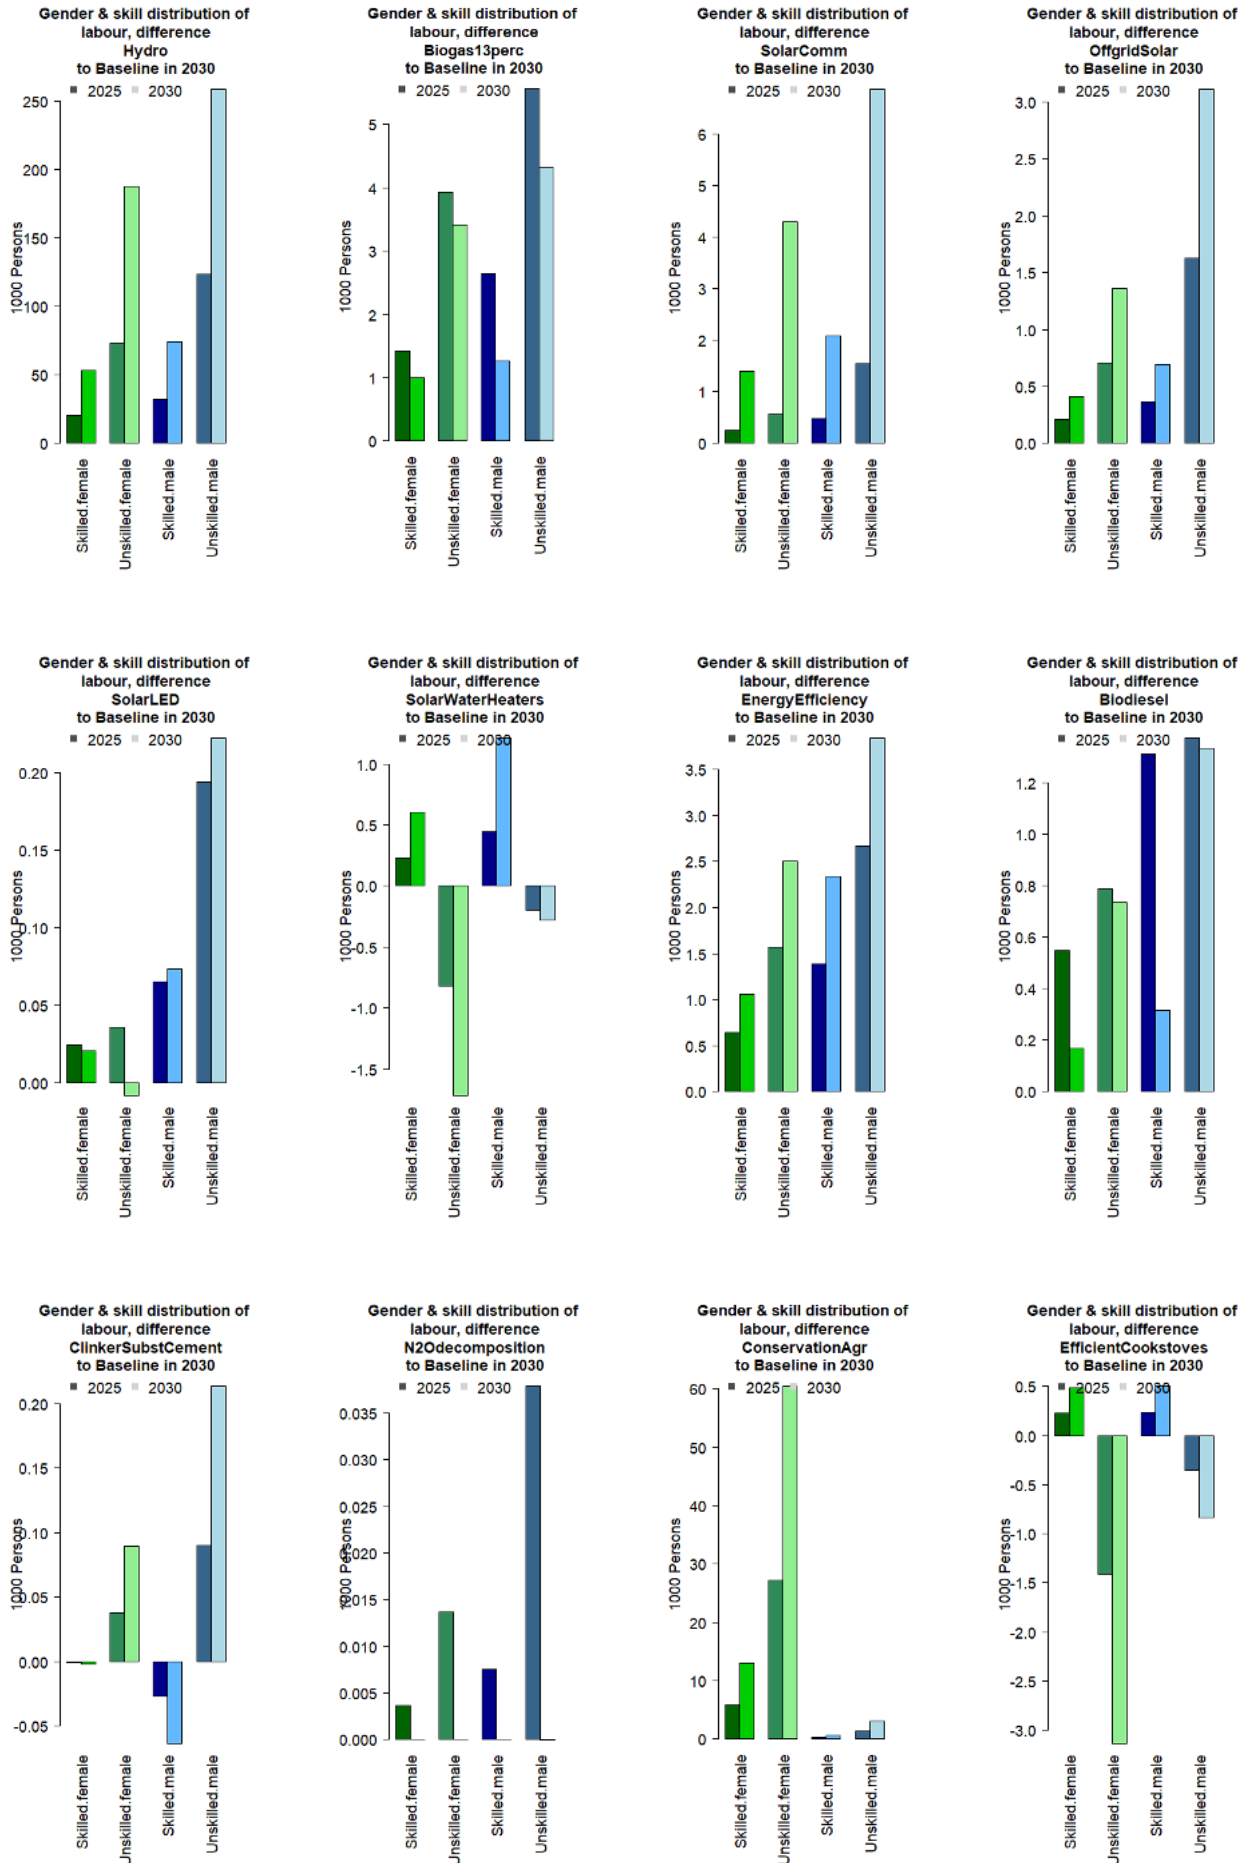 Gender & skill distribution of
labour, difference
Hydro
to Baseline in 2030
2025 2030
250
200
150
100
50
0
1000 Persons
Skilled.female
Unskilled.female
Skilled.male
Unskilled.male
Gender & skill distribution of
labour, difference
Biogas13perc
to Baseline in 2030
2025 2030
5
4
3
2
1
0
1000 Persons
Skilled.female
Unskilled.female
Skilled.male
Unskilled.male
Gender & skill distribution of
labour, difference
SolarComm
to Baseline in 2030
2025 2030
6
5
4
3
2
1
0
1000 Persons
Skilled.female
Unskilled.female
Skilled.male
Unskilled.male
Gender & skill distribution of
labour, difference
OffgridSolar
to Baseline in 2030
2025 2030
3.0
2.5
2.0
1.5
1.0
0.5
0.0
1000 Persons
Skilled.female
Unskilled.female
Skilled.male
Unskilled.male
Gender & skill distribution of
labour, difference
SolarLED
to Baseline in 2030
2025 2030
0.20
0.15
0.10
0.05
0.00
1000 Persons
Skilled.female
Unskilled.female
Skilled.male
Unskilled.male
Gender & skill distribution of
labour, difference
SolarWaterHeaters
to Baseline in 2030
2025 2030
1.0
0.5
0.0
-0.5
-1.0
-1.5
1000 Persons
Skilled.female
Unskilled.female
Skilled.male
Unskilled.male
Gender & skill distribution of
labour, difference
EnergyEfficiency
to Baseline in 2030
2025 2030
3.5
3.0
2.5
2.0
1.5
1.0
0.5
0.0
1000 Persons
Skilled.female
Unskilled.female
Skilled.male
Unskilled.male
Gender & skill distribution of
labour, difference
Biodiesel
to Baseline in 2030
2025 2030
1.2
1.0
0.8
0.6
0.4
0.2
0.0
1000 Persons
Skilled.female
Unskilled.female
Skilled.male
Unskilled.male
Gender & skill distribution of
labour, difference
ClinkerSubstCement
to Baseline in 2030
2025 2030
0.20
0.15
0.10
0.05
0.00
-0.05
1000 Persons
Skilled.female
Unskilled.female
Skilled.male
Unskilled.male
Gender & skill distribution of
labour, difference
N2Odecomposition
to Baseline in 2030
2025 2030
0.035
0.030
0.025
0.020
0.015
0.010
0.005
0.000
1000 Persons
Skilled.female
Unskilled.female
Skilled.male
Unskilled.male
Gender & skill distribution of
labour, difference
ConservationAgr
to Baseline in 2030
2025 2030
60
50
40
30
20
10
0
1000 Persons
Skilled.female
Unskilled.female
Skilled.male
Unskilled.male
Gender & skill distribution of
labour, difference
EfficientCookstoves
to Baseline in 2030
2025 2030
0.5
0.0
-0.5
-1.0
-1.5
-2.0
-2.5
-3.0
1000 Persons
Skilled.female
Unskilled.female
Skilled.male
Unskilled.male